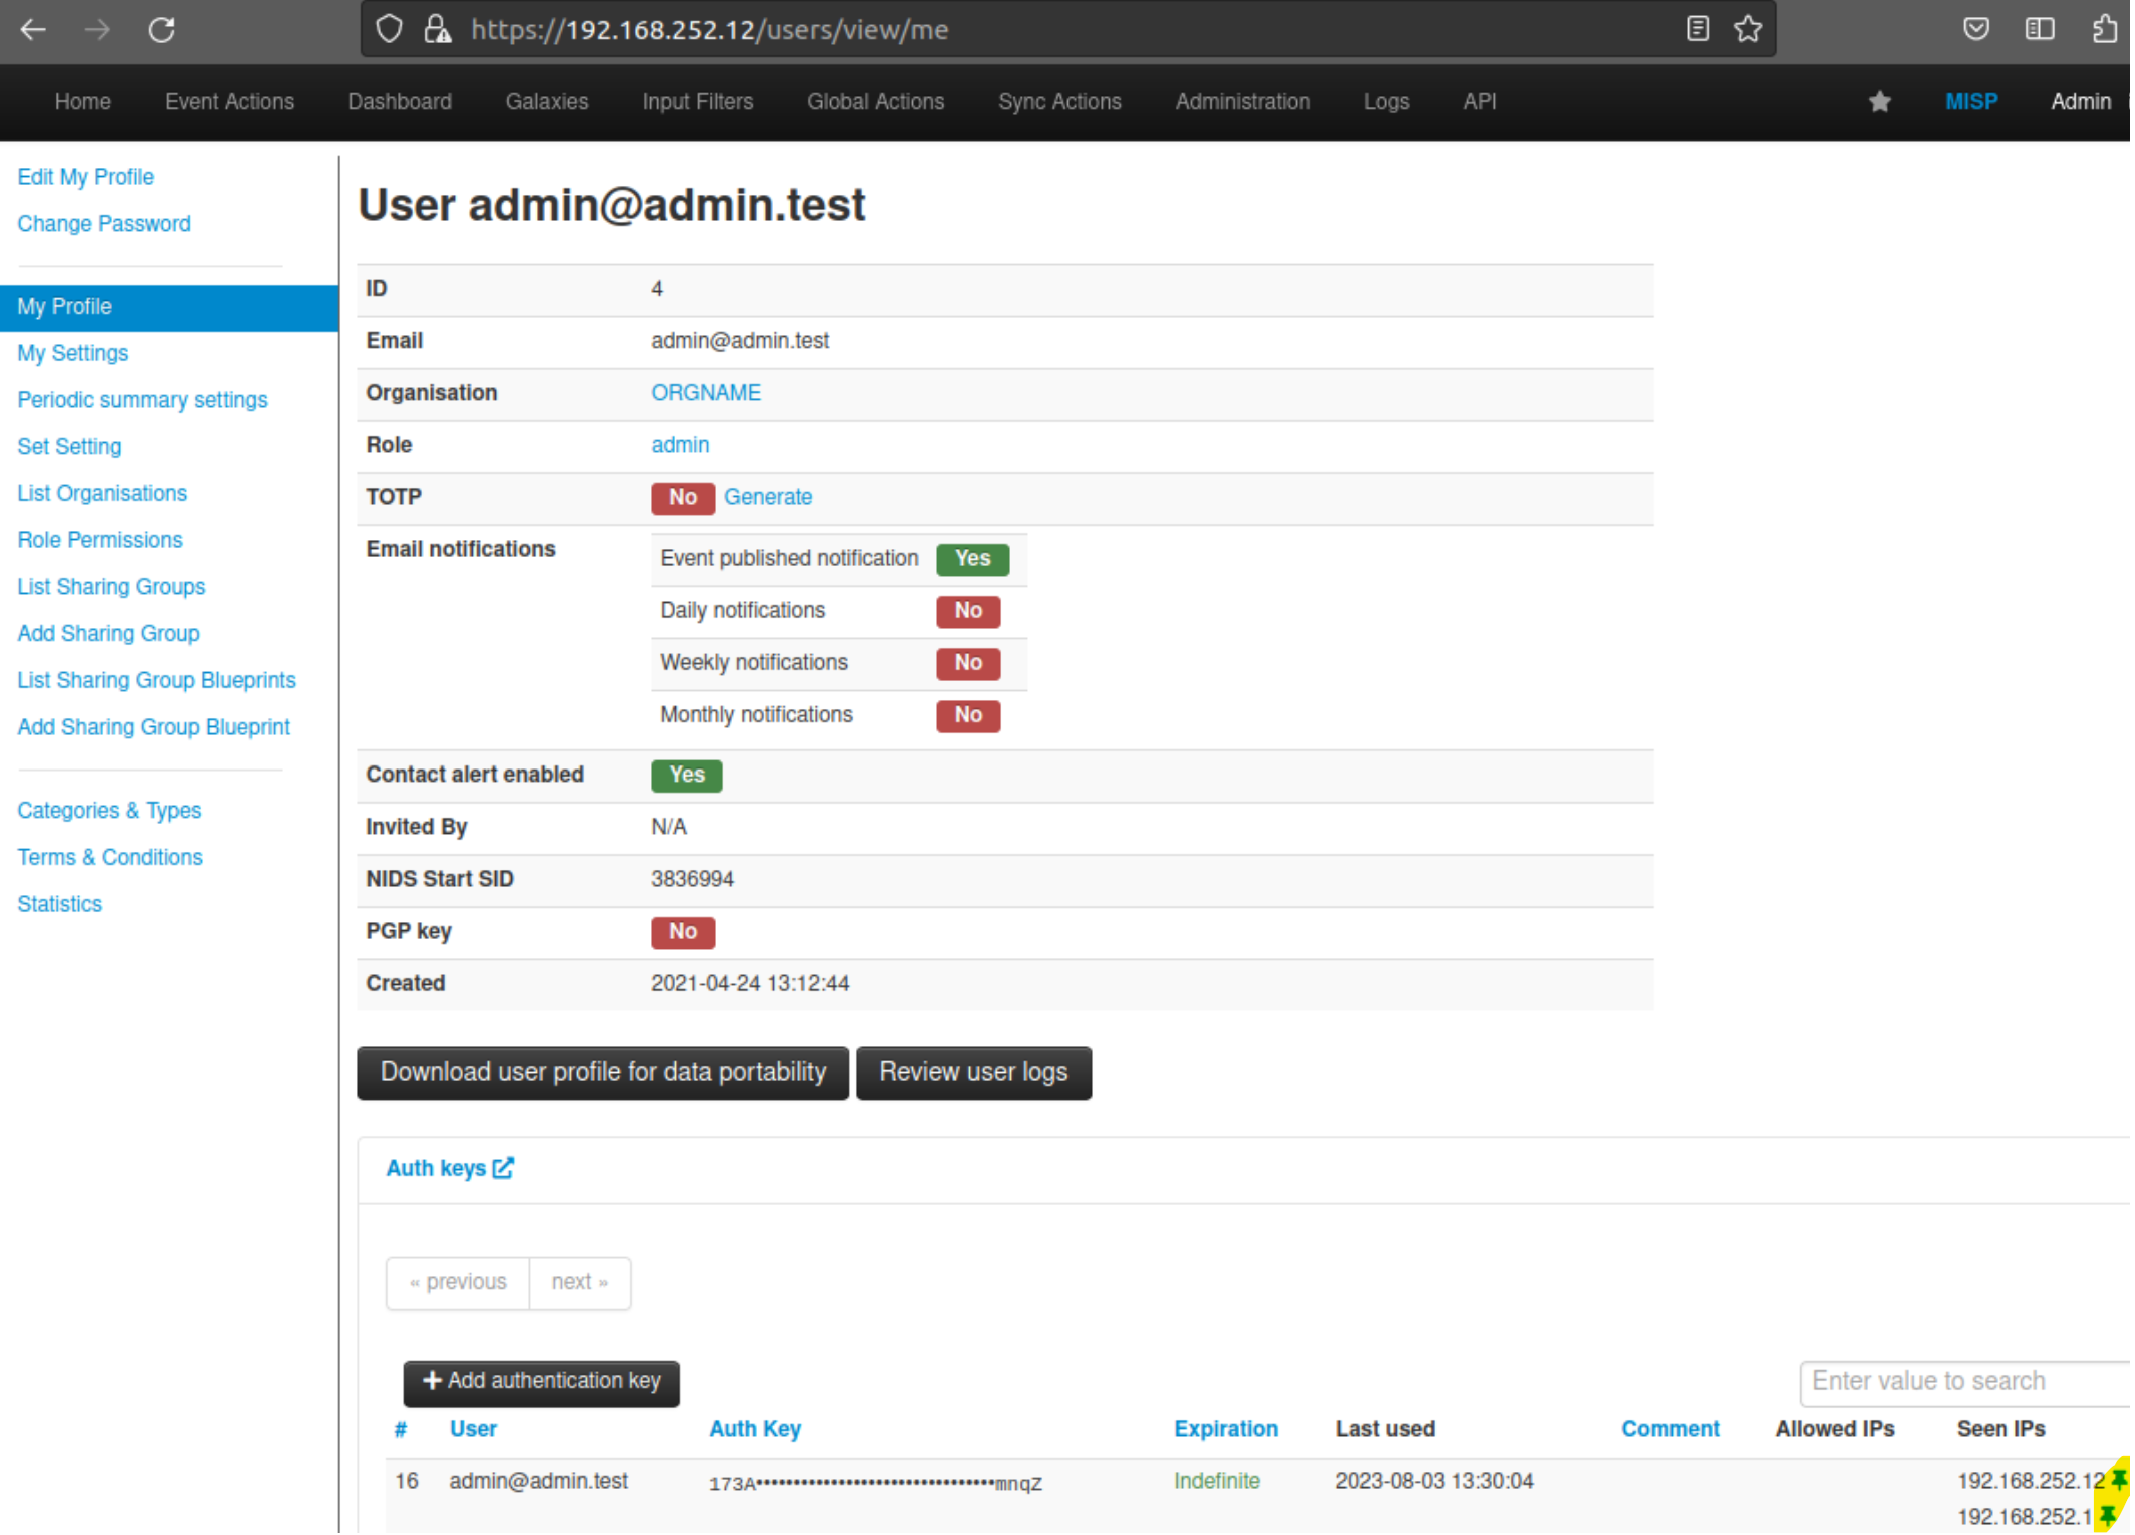 https://192.168.252.12/users/view/me
Home Event Actions Dashboard Galaxies Input Filters Global Actions Sync Actions Administration Logs API MISP Admin
Edit My Profile
Change Password
My Profile
My Settings
Periodic summary settings
Set Setting
List Organisations
Role Permissions
List Sharing Groups
Add Sharing Group
List Sharing Group Blueprints
Add Sharing Group Blueprint
Categories & Types
Terms & Conditions
Statistics
User admin@admin.test
ID 4
Email admin@admin.test
Organisation ORGNAME
Role admin
TOTP No Generate
Email notifications
Event published notification Yes
Daily notifications No
Weekly notifications No
Monthly notifications No
Contact alert enabled Yes
Invited By N/A
NIDS Start SID 3836994
PGP key No
Created 2021-04-24 13:12:44
Download user profile for data portability Review user logs
Auth keys
« previous next »
+ Add authentication key Enter value to search
# User Auth Key Expiration Last used Comment Allowed IPs Seen IPs
16 admin@admin.test 173A••••••••••••••••••••••••••••••••mnqZ Indefinite 2023-08-03 13:30:04 192.168.252.12
192.168.252.1